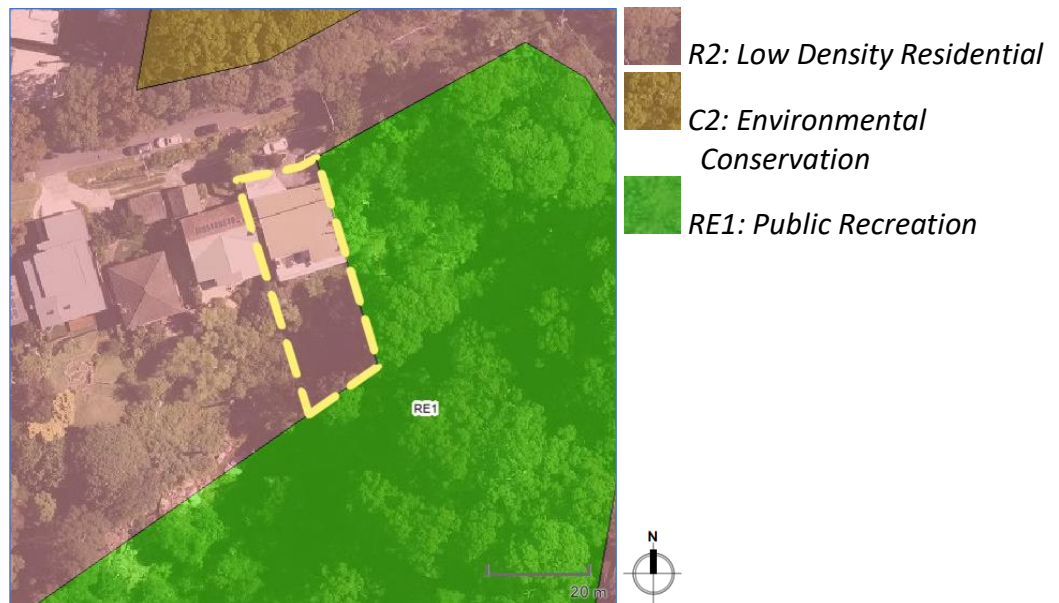 R2: Low Density Residential
C2: Environmental
Conservation
RE1: Public Recreation
RE1
N
20 m